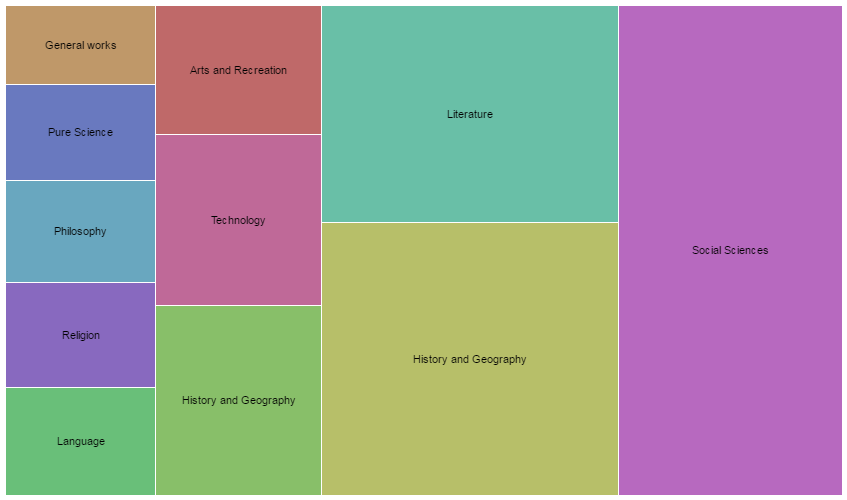 General works
Pure Science
Philosophy
Religion
Language
Arts and Recreation
Technology
History and Geography
Literature
History and Geography
Social Sciences